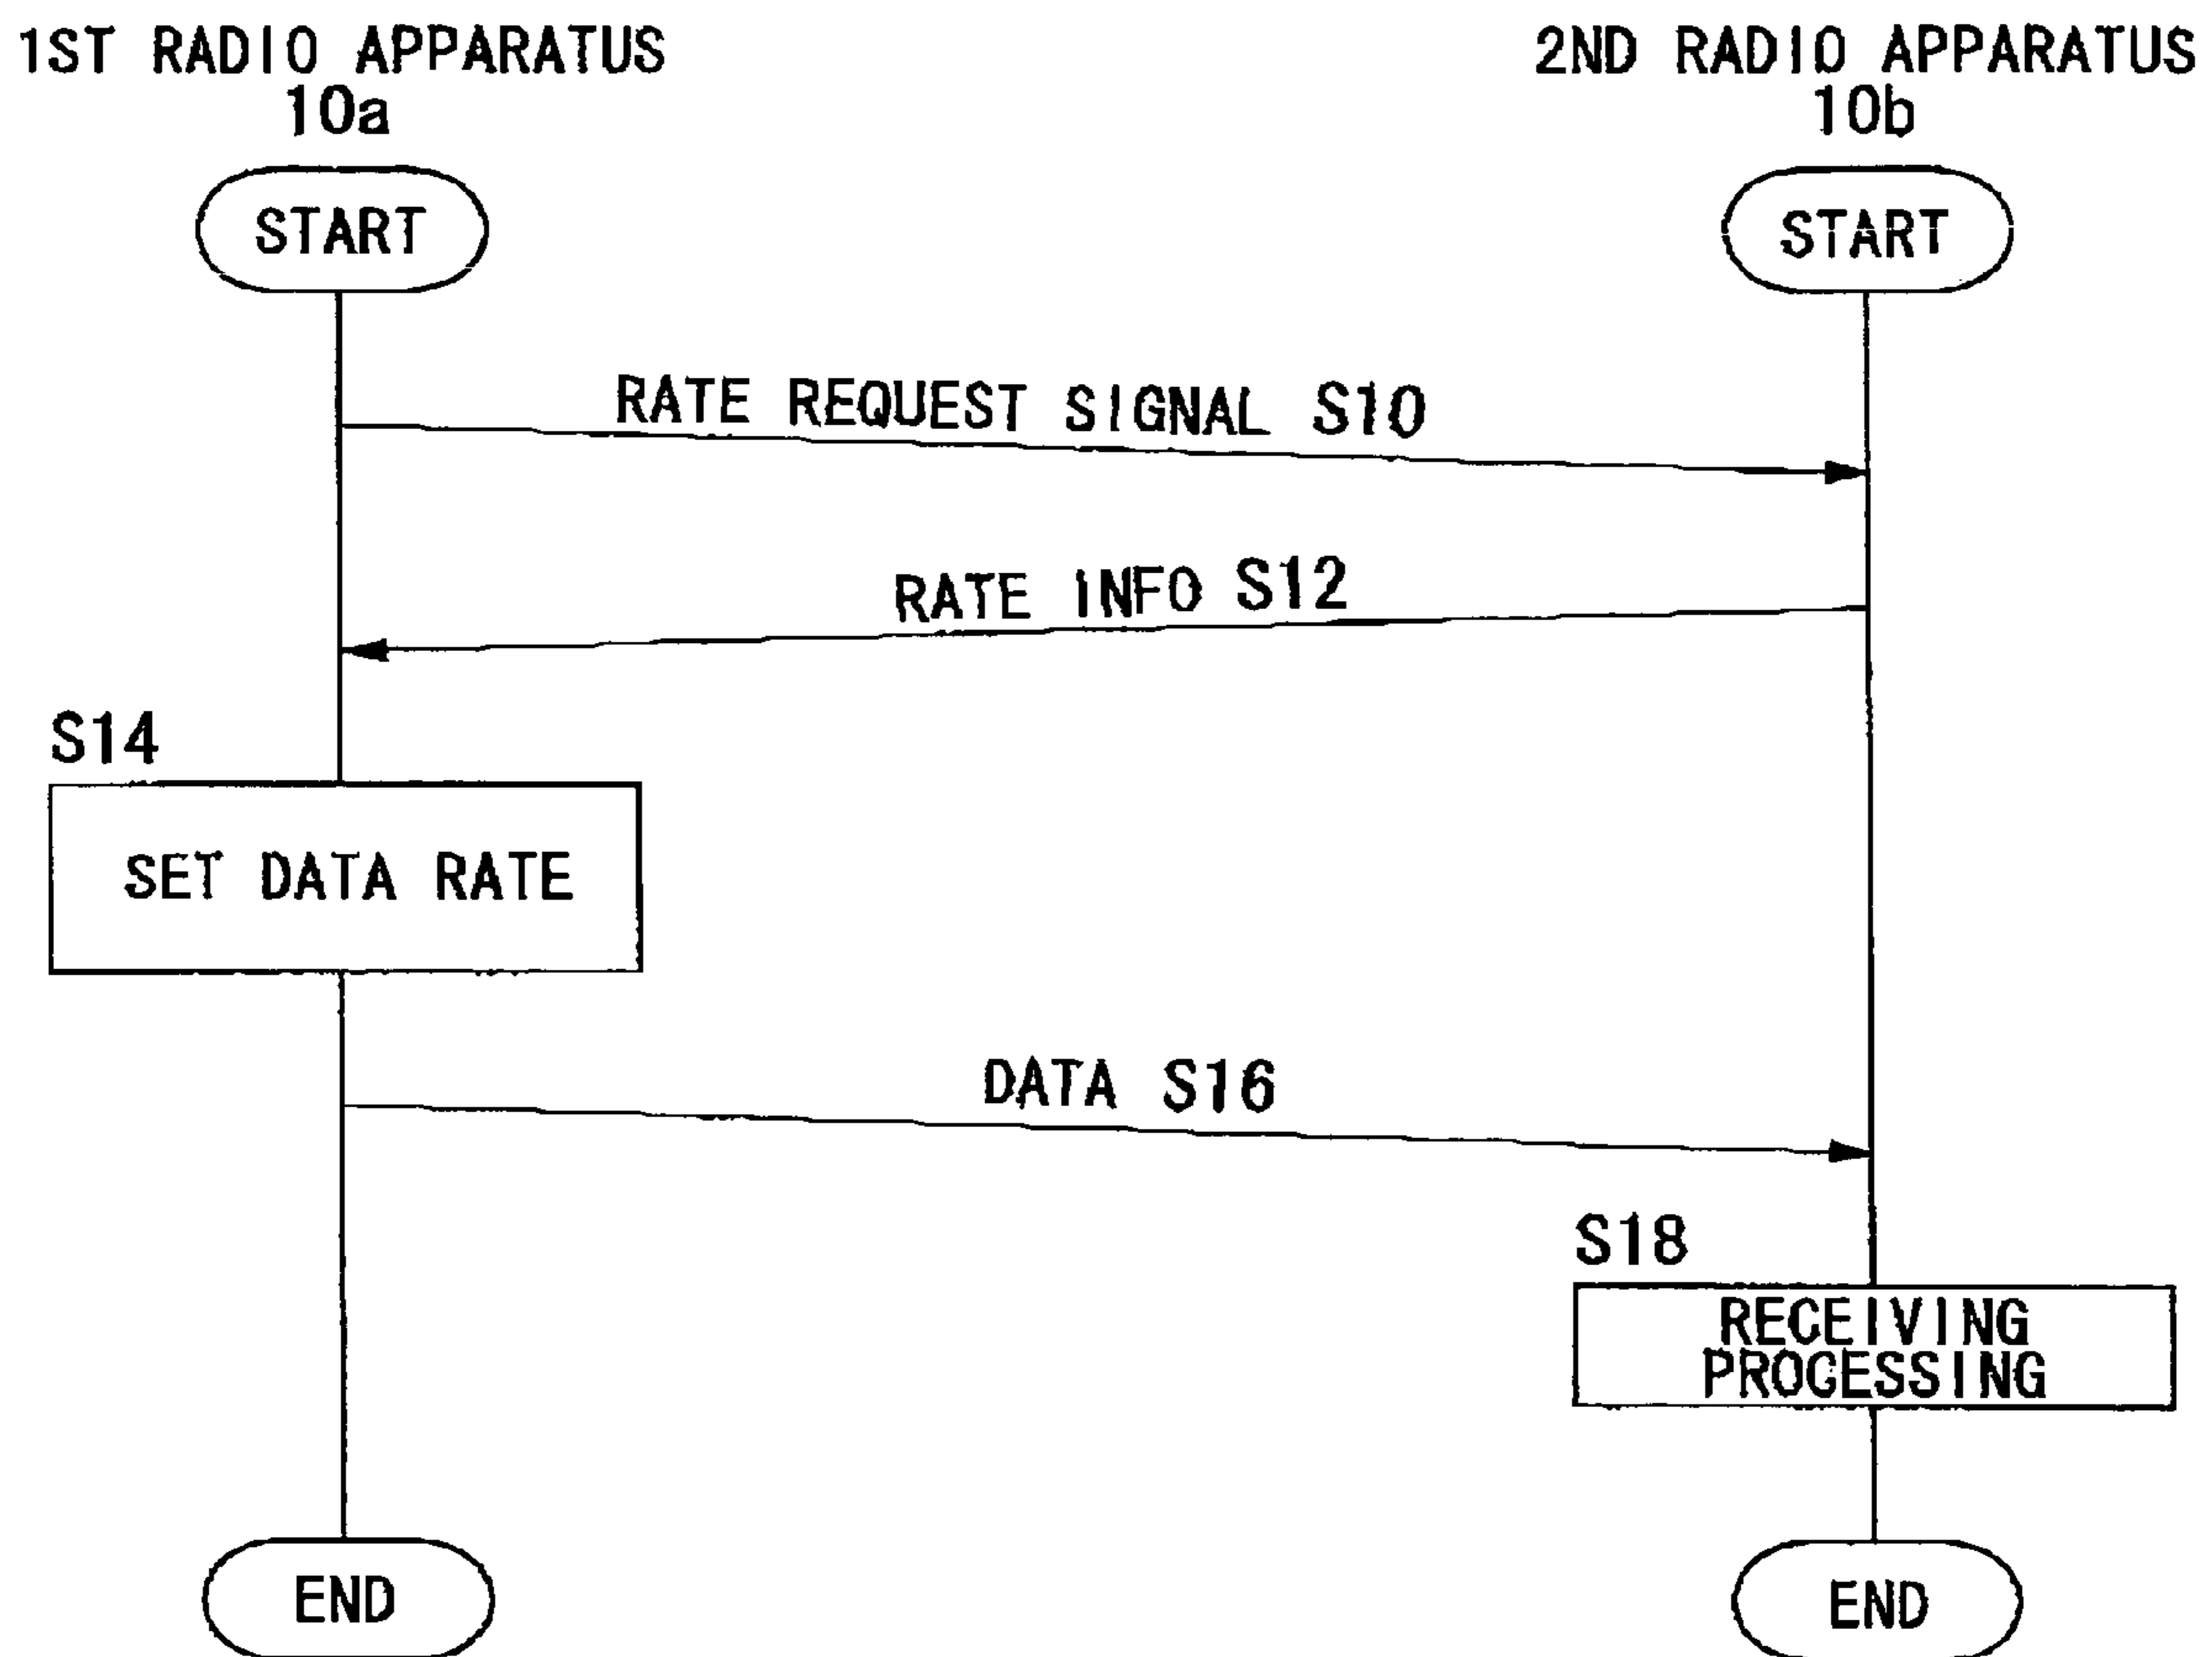 1ST RADIO APPARATUS
10a
2ND RADIO APPARATUS
10b
START
START
RATE REQUEST SIGNAL S10
RATE INFO S12
S14
SET DATA RATE
DATA S16
S18
RECEIVING
PROCESSING
END
END